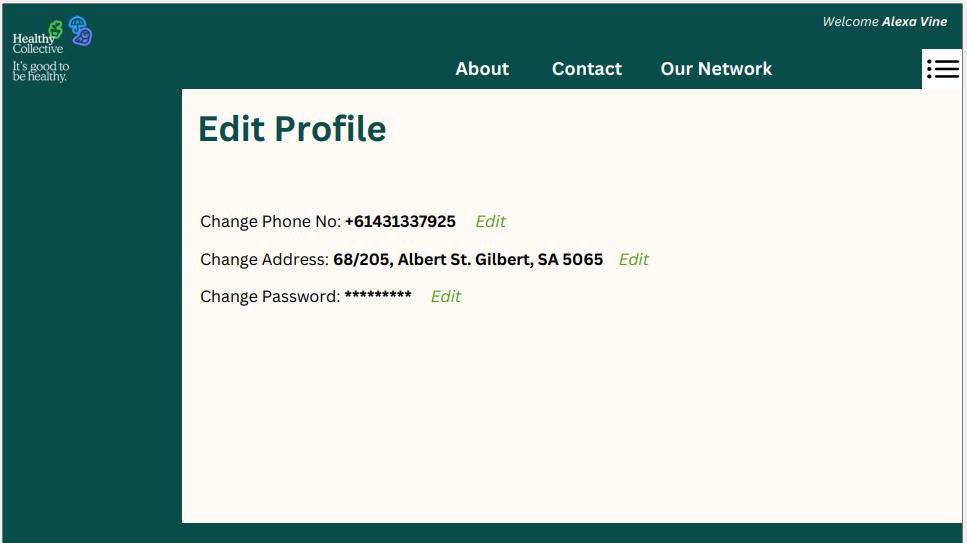 Healthy
Collective
It's good to
be healthy.
Welcome Alexa Vine
About Contact Our Network
Edit Profile
Change Phone No: +61431337925 Edit
Change Address: 68/205, Albert St. Gilbert, SA 5065 Edit
Change Password: ********* Edit